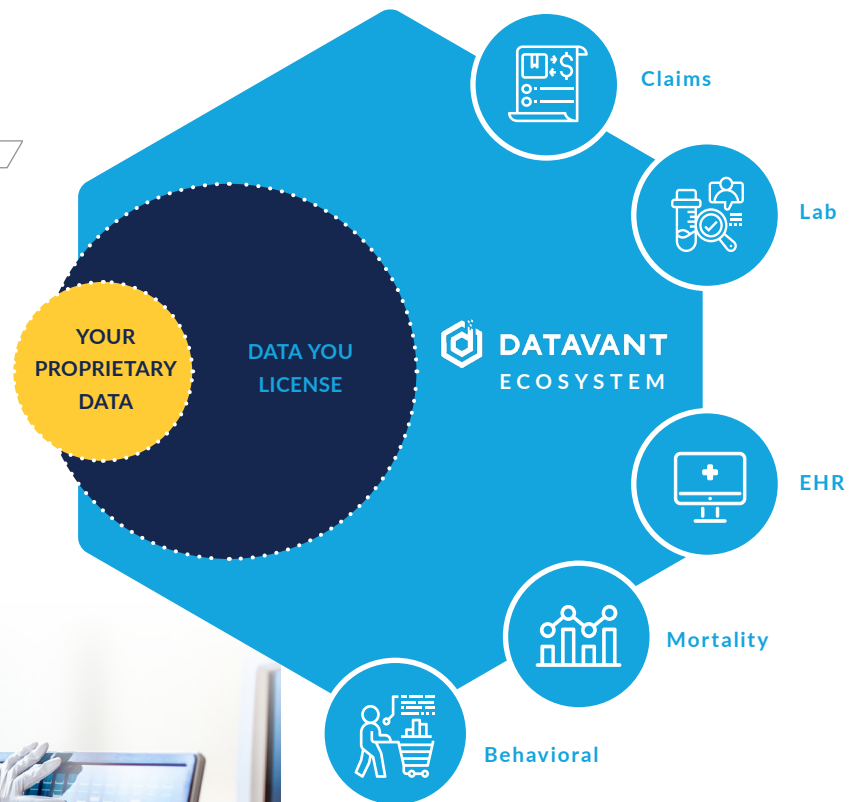 Claims
Lab
YOUR
PROPRIETARY
DATA
DATA YOU
LICENSE
DATAVANT
ECOSYSTEM
EHR
Mortality
Behavioral